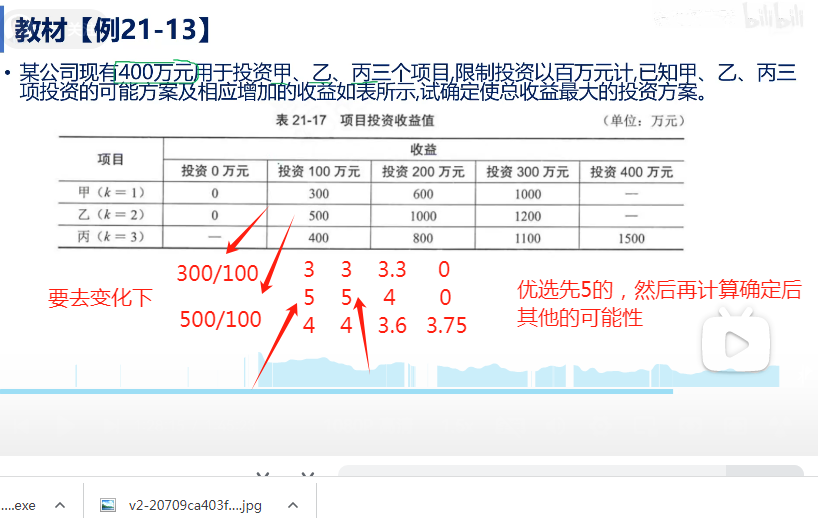 教材【例21-13】
bilibili
• 某公司现有400万元用于投资甲、乙、丙三个项目,限制投资以百万元计,已知甲、乙、丙三
项投资的可能方案及相应增加的收益如表所示,试确定使总收益最大的投资方案。
表 21-17 项目投资收益值 (单位：万元)
项目 收益
投资 0 万元 投资 100 万元 投资 200 万元 投资 300 万元 投资 400 万元
甲（k＝1） 0 300 600 1000 —
乙（k＝2） 0 500 1000 1200 —
丙（k＝3） — 400 800 1100 1500
要去变化下
300/100
500/100
3 3 3.3 0
5 5 4 0
4 4 3.6 3.75
优选先5的，然后再计算确定后
其他的可能性
....exe
v2-20709ca403f....jpg